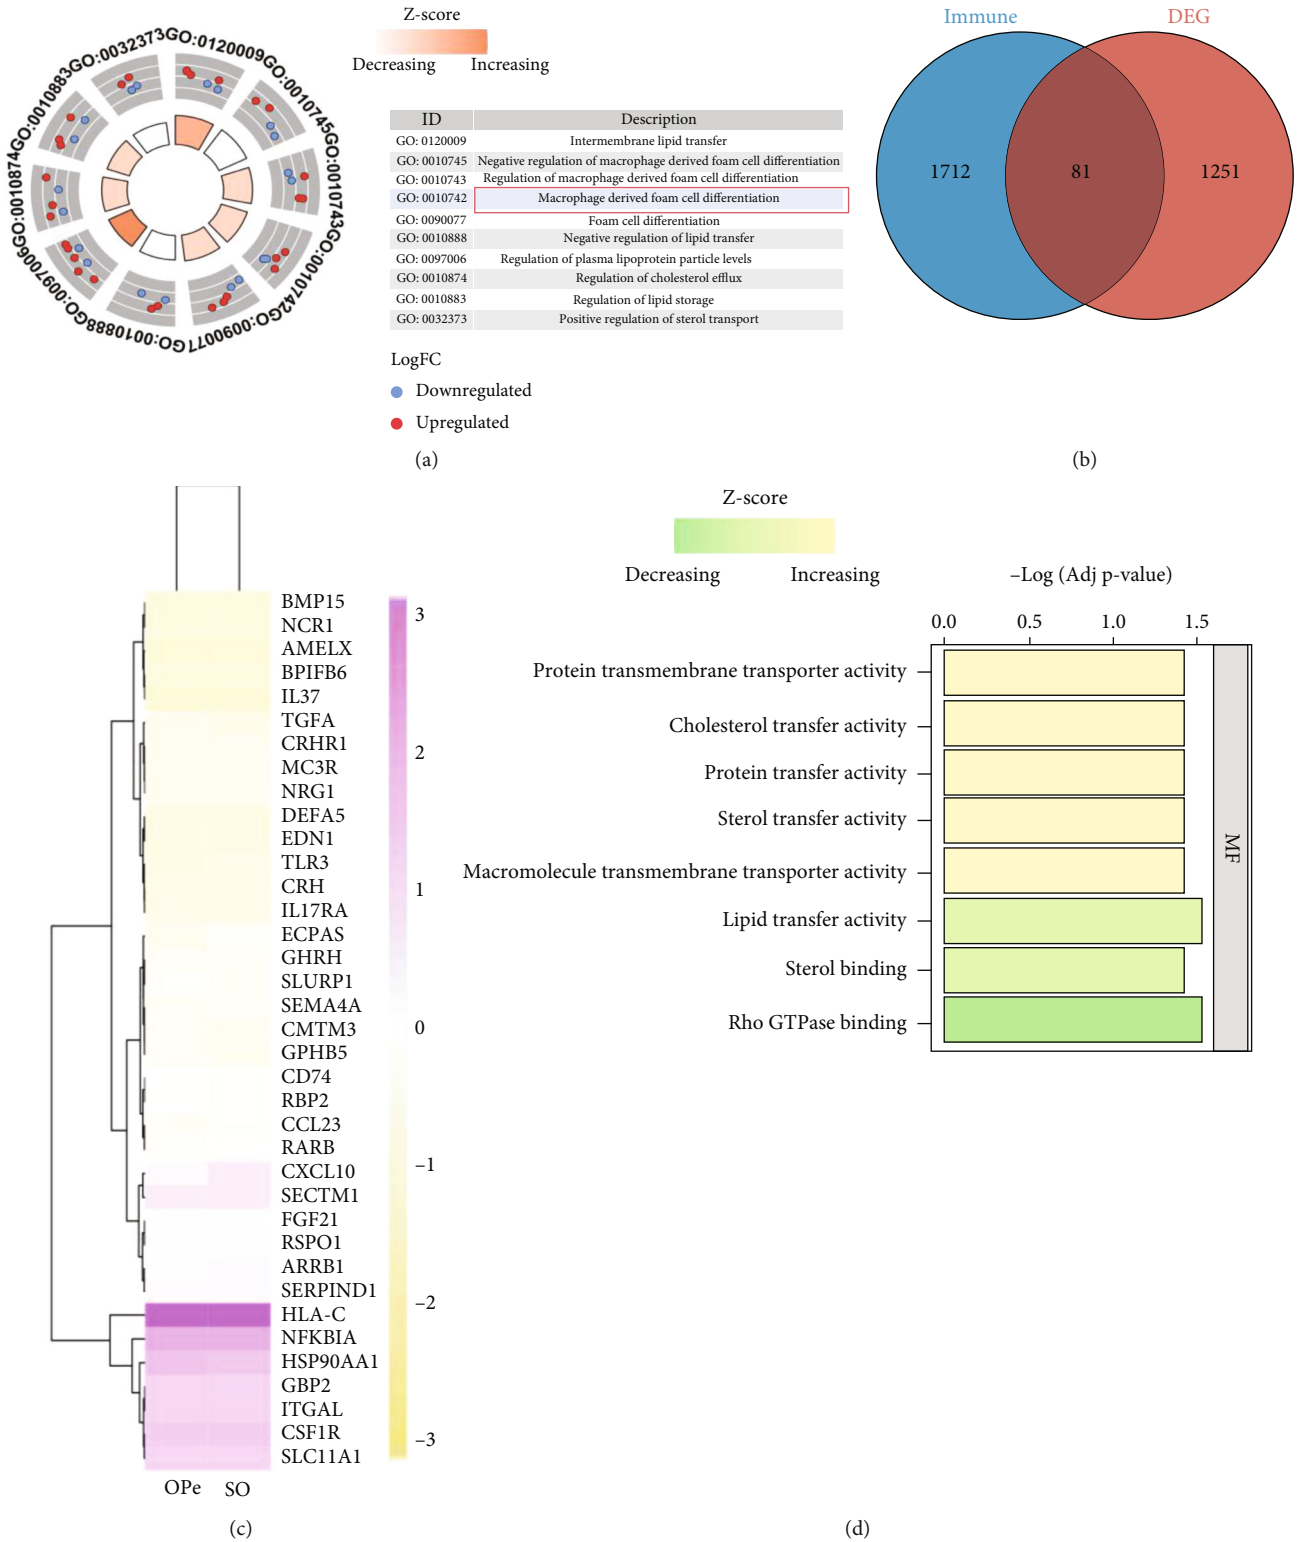 Z-score
Decreasing Increasing
GO:0120009
GO:0010745
GO:0010743
GO:0010742
GO:0090077
GO:0010888
GO:0097006
GO:0010874
GO:0010883
GO:0032373
ID Description
GO: 0120009 Intermembrane lipid transfer
GO: 0010745 Negative regulation of macrophage derived foam cell differentiation
GO: 0010743 Regulation of macrophage derived foam cell differentiation
GO: 0010742 Macrophage derived foam cell differentiation
GO: 0090077 Foam cell differentiation
GO: 0010888 Negative regulation of lipid transfer
GO: 0097006 Regulation of plasma lipoprotein particle levels
GO: 0010874 Regulation of cholesterol efflux
GO: 0010883 Regulation of lipid storage
GO: 0032373 Positive regulation of sterol transport
LogFC
Downregulated
Upregulated
(a)
Immune DEG
1712 81 1251
(b)
BMP15
NCR1
AMELX
BPIFB6
IL37
TGFA
CRHR1
MC3R
NRG1
DEFA5
EDN1
TLR3
CRH
IL17RA
ECPAS
GHRH
SLURP1
SEMA4A
CMTM3
GPHB5
CD74
RBP2
CCL23
RARB
CXCL10
SECTM1
FGF21
RSPO1
ARRB1
SERPIND1
HLA-C
NFKBIA
HSP90AA1
GBP2
ITGAL
CSF1R
SLC11A1
OPe SO
3
2
1
0
–1
–2
–3
(c)
Z-score
Decreasing Increasing
–Log (Adj p-value)
0.0 0.5 1.0 1.5
Protein transmembrane transporter activity
Cholesterol transfer activity
Protein transfer activity
Sterol transfer activity
Macromolecule transmembrane transporter activity
Lipid transfer activity
Sterol binding
Rho GTPase binding
MF
(d)